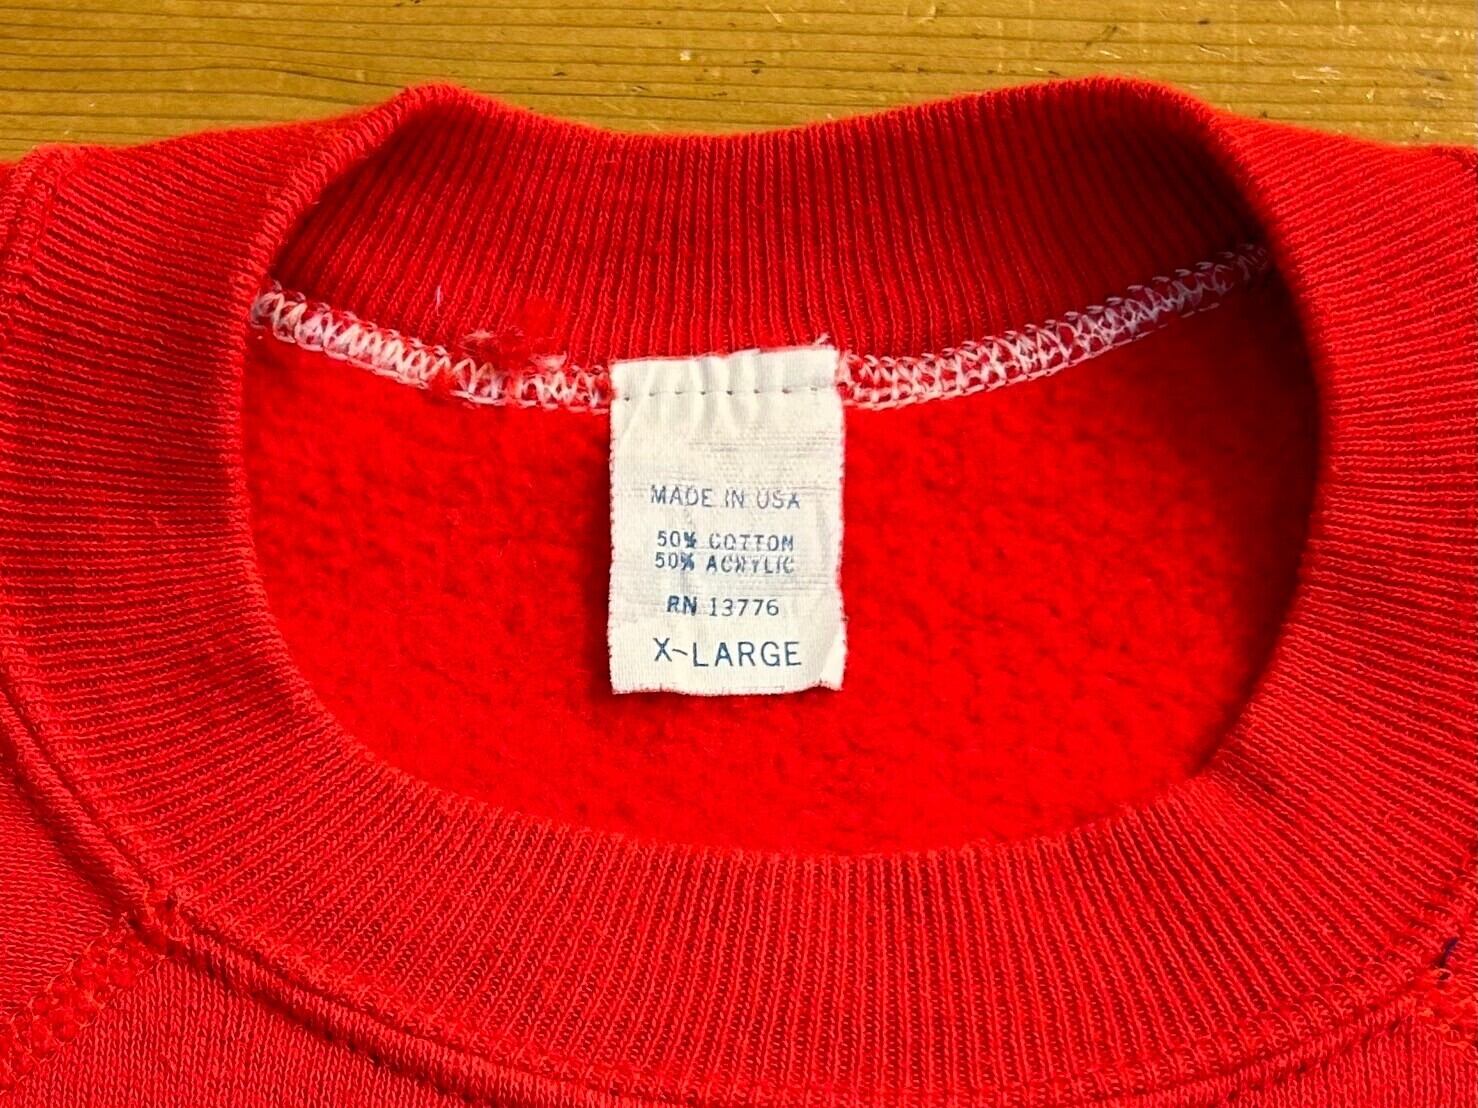 MADE IN USA
50% COTTON
50% ACRYLIC
RN 13776
X-LARGE